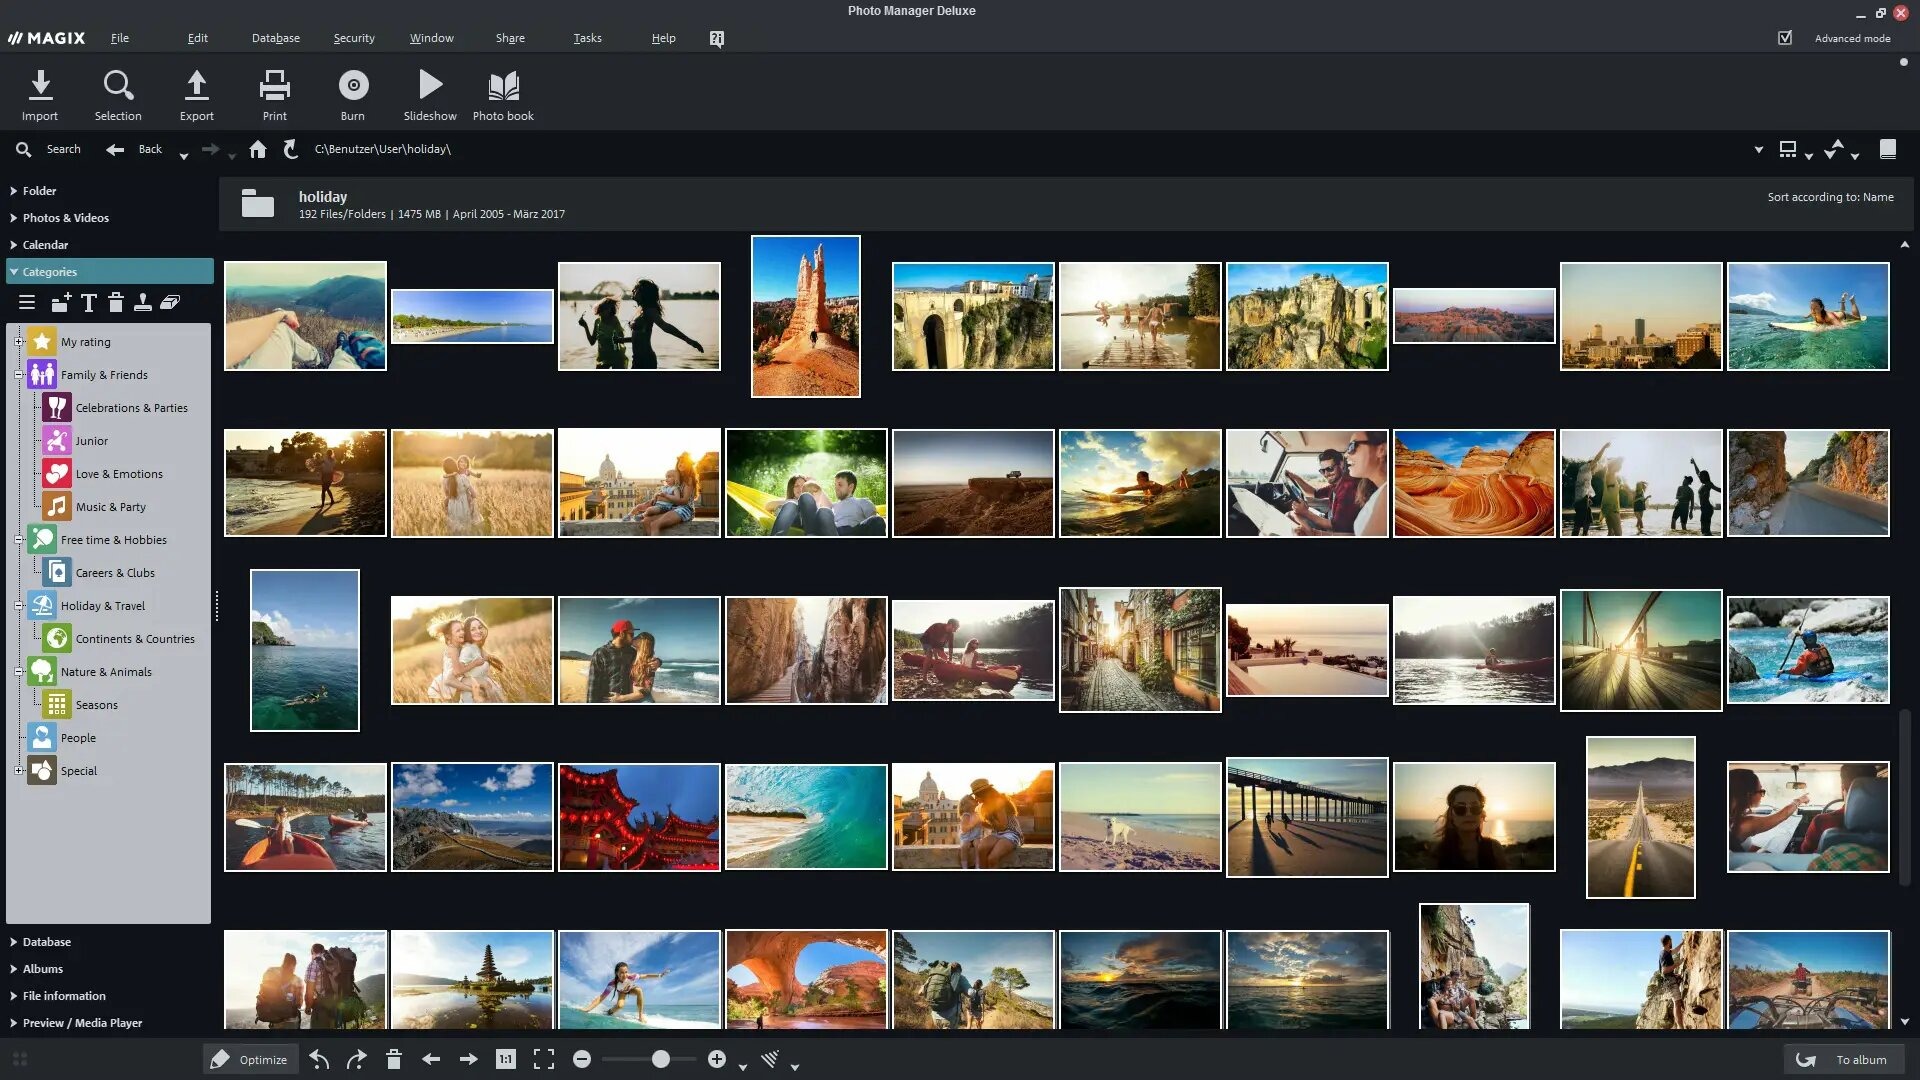 Photo Manager Deluxe
MAGIX File Edit Database Security Window Share Tasks Help Advanced mode
Import Selection Export Print Burn Slideshow Photo book
Search Back C:\Benutzer\User\holiday\
Folder
Photos & Videos
Calendar
Categories
T
My rating
Family & Friends
Celebrations & Parties
Junior
Love & Emotions
Music & Party
Free time & Hobbies
Careers & Clubs
Holiday & Travel
Continents & Countries
Nature & Animals
Seasons
People
Special
Database
Albums
File information
Preview / Media Player
holiday
192 Files/Folders | 1475 MB | April 2005 - März 2017
Sort according to: Name
Optimize 1:1 To album